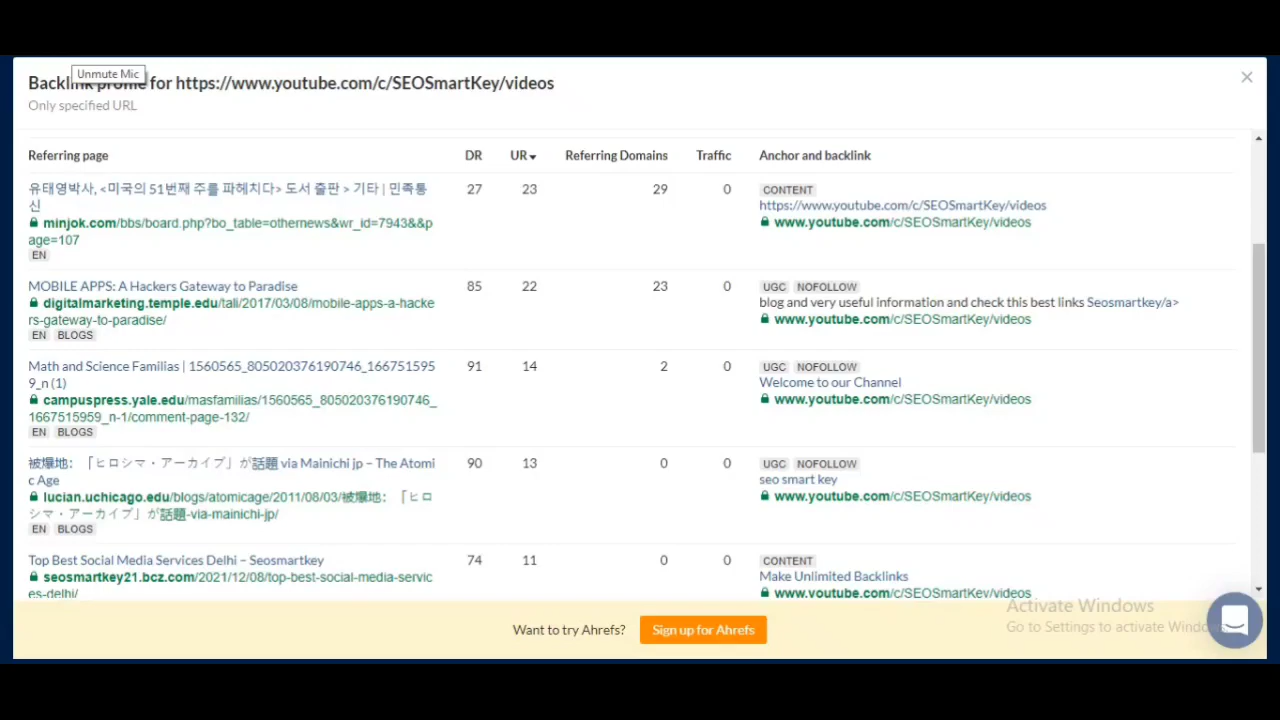 Unmute Mic
Backlink profile for https://www.youtube.com/c/SEOSmartKey/videos
Only specified URL
Referring page DR UR Referring Domains Traffic Anchor and backlink
유태영박사, <미국의 51번째 주를 파헤치다> 도서 출판 > 기타 | 민족통 27 23 29 0 CONTENT
신 https://www.youtube.com/c/SEOSmartKey/videos
minjok.com/bbs/board.php?bo_table=othernews&wr_id=7943&&p www.youtube.com/c/SEOSmartKey/videos
age=107
EN
MOBILE APPS: A Hackers Gateway to Paradise 85 22 23 0 UGC NOFOLLOW
digitalmarketing.temple.edu/tali/2017/03/08/mobile-apps-a-hacke blog and very useful information and check this best links Seosmartkey/a>
rs-gateway-to-paradise/ www.youtube.com/c/SEOSmartKey/videos
EN BLOGS
Math and Science Familias | 1560565_805020376190746_166751595 91 14 2 0 UGC NOFOLLOW
9_n (1) Welcome to our Channel
campuspress.yale.edu/masfamilias/1560565_805020376190746_ www.youtube.com/c/SEOSmartKey/videos
1667515959_n-1/comment-page-132/
EN BLOGS
被爆地：「ヒロシマ・アーカイブ」が話題 via Mainichi jp – The Atomi 90 13 0 0 UGC NOFOLLOW
c Age seo smart key
lucian.uchicago.edu/blogs/atomicage/2011/08/03/被爆地：「ヒロ www.youtube.com/c/SEOSmartKey/videos
シマ・アーカイブ」が話題-via-mainichi-jp/
EN BLOGS
Top Best Social Media Services Delhi – Seosmartkey 74 11 0 0 CONTENT
seosmartkey21.bcz.com/2021/12/08/top-best-social-media-servic Make Unlimited Backlinks
es-delhi/ www.youtube.com/c/SEOSmartKey/videos
Activate Windows
Want to try Ahrefs? Sign up for Ahrefs Go to Settings to activate